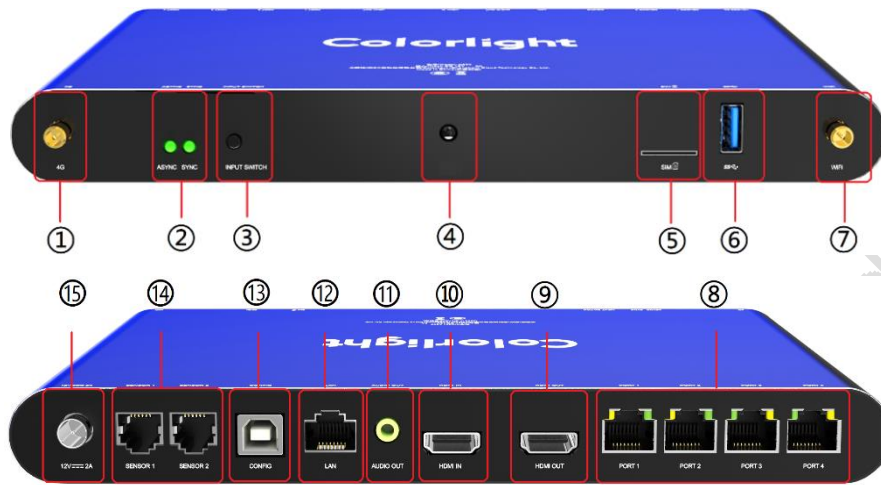 Colorlight
4G
ASYNC SYNC
INPUT SWITCH
SIM
WIFI
① ② ③ ④ ⑤ ⑥ ⑦
⑮ ⑭ ⑬ ⑫ ⑪ ⑩ ⑨ ⑧
Colorlight
12V 2A
SENSOR 1
SENSOR 2
CONFIG
LAN
AUDIO OUT
HDMI IN
HDMI OUT
PORT 1
PORT 2
PORT 3
PORT 4